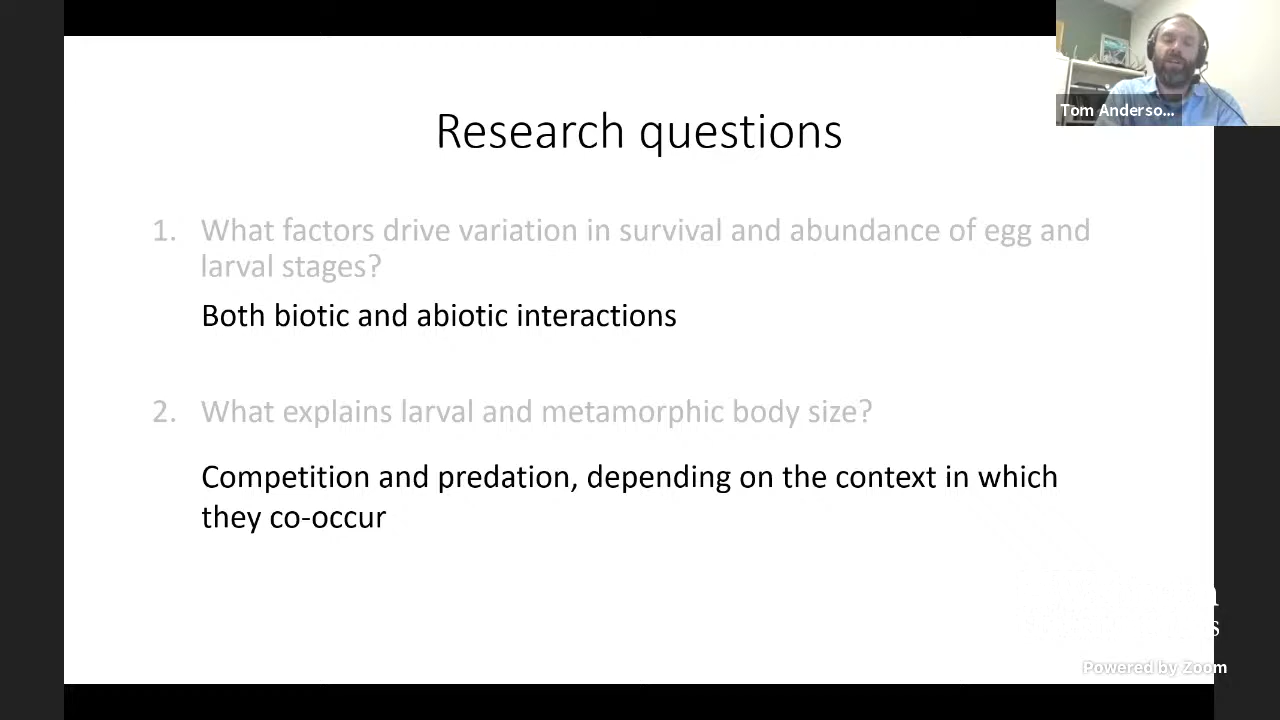 Research questions
Tom Anderso...
1. What factors drive variation in survival and abundance of egg and
larval stages?
Both biotic and abiotic interactions
2. What explains larval and metamorphic body size?
Competition and predation, depending on the context in which
they co-occur
Powered by Zoom